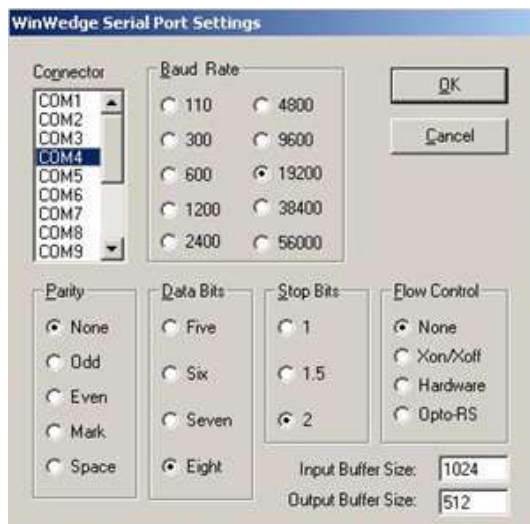 WinWedge Serial Port Settings
Connector
COM1
COM2
COM3
COM4
COM5
COM6
COM7
COM8
COM9
Baud Rate
110
300
600
1200
2400
4800
9600
19200
38400
56000
OK
Cancel
Parity
None
Odd
Even
Mark
Space
Data Bits
Five
Six
Seven
Eight
Stop Bits
1
1.5
2
Flow Control
None
Xon/Xoff
Hardware
Opto-RS
Input Buffer Size: 1024
Output Buffer Size: 512